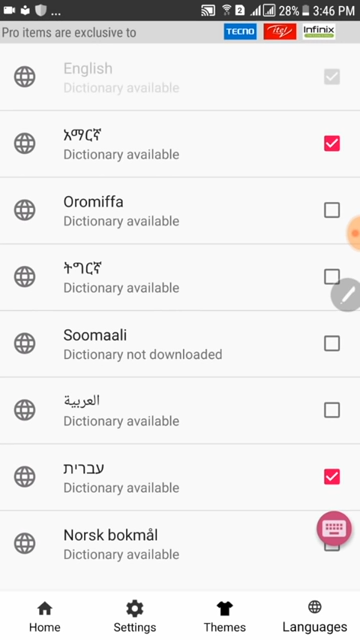 ... 2 28% 3:46 PM
Pro items are exclusive to TECNO itel Infinix
English
Dictionary available
አማርኛ
Dictionary available
Oromiffa
Dictionary available
ትግርኛ
Dictionary available
Soomaali
Dictionary not downloaded
العربية
Dictionary available
עברית
Dictionary available
Norsk bokmål
Dictionary available
Home Settings Themes Languages